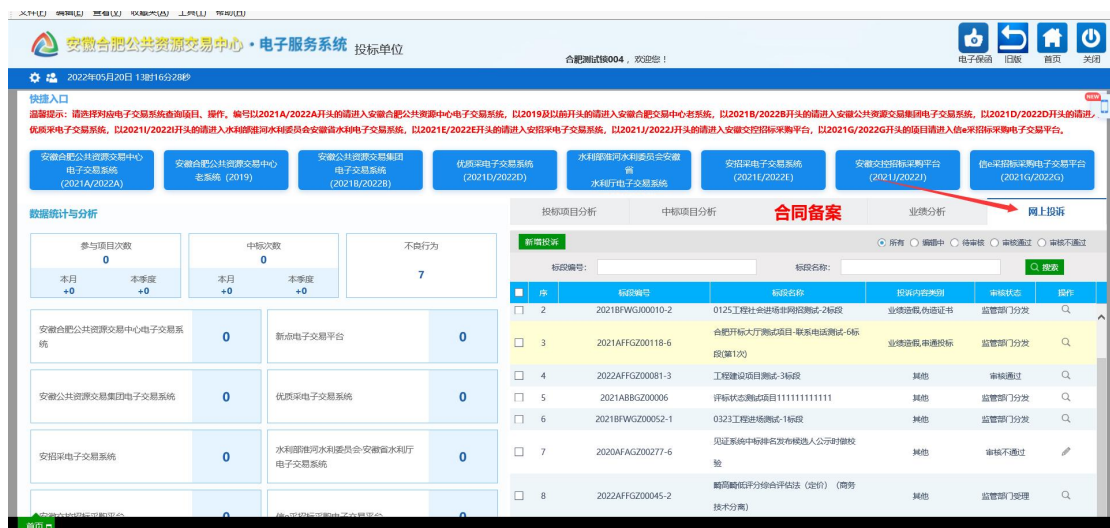 文件(F) 编辑(E) 查看(V) 收藏夹(A) 工具(T) 帮助(H)
安徽合肥公共资源交易中心·电子服务系统 投标单位
合肥测试钱004，欢迎您！
电子保函 旧版 首页 关闭
2022年05月20日 13时16分28秒
快捷入口
NEW
温馨提示：请选择对应电子交易系统查询项目、操作，编号以2021A/2022A开头的请进入安徽合肥公共资源中心电子交易系统，以2019及以前开头的请进入安徽合肥交易中心老系统，以2021B/2022B开头的请进入安徽公共资源交易集团电子交易系统，以2021D/2022D开头的请进入
优质采电子交易系统，以2021I/2022I开头的请进入水利部淮河水利委员会安徽省水利电子交易系统，以2021E/2022E开头的请进入安招采电子交易系统，以2021J/2022J开头的请进入安徽交控招标采购平台，以2021G/2022G开头的项目请进入信e采招标采购电子交易平台。
安徽合肥公共资源交易中心
电子交易系统
(2021A/2022A)
安徽合肥公共资源交易中心
老系统 (2019)
安徽公共资源交易集团
电子交易系统
(2021B/2022B)
优质采电子交易系统
(2021D/2022D)
水利部淮河水利委员会安徽
省
水利厅电子交易系统
安招采电子交易系统
(2021E/2022E)
安徽交控招标采购平台
(2021J/2022J)
信e采招标采购电子交易平台
(2021G/2022G)
数据统计与分析
参与项目次数
0
本月 本季度
+0 +0
中标次数
0
本月 本季度
+0 +0
不良行为
7
安徽合肥公共资源交易中心电子交易系
统
0
新点电子交易平台
0
安徽公共资源交易集团电子交易系统
0
优质采电子交易系统
0
安招采电子交易系统
0
水利部淮河水利委员会·安徽省水利厅
电子交易系统
0
安徽交控招标采购平台
0
信e采招标采购电子交易平台
0
首页
投标项目分析 中标项目分析 合同备案 业绩分析 网上投诉
新增投诉
所有 编辑中 待审核 审核通过 审核不通过
标段编号： 标段名称： 搜索
序 标段编号 标段名称 投诉内容类别 审核状态 操作
2 2021BFWGJ00010-2 0125工程社会进场非网招测试-2标段 业绩造假,伪造证书 监管部门分发
3 2021AFFGZ00118-6 合肥开标大厅测试项目-联系电话测试-6标
段(第1次) 业绩造假,串通投标 监管部门分发
4 2022AFFGZ00081-3 工程建设项目测试-3标段 其他 审核通过
5 2021ABBGZ00006 评标状态测试项目111111111111 其他 监管部门分发
6 2021BFWGZ00052-1 0323工程进场测试-1标段 其他 监管部门分发
7 2020AFAGZ00277-6 见证系统中标排名发布候选人公示时做校
验 其他 审核不通过
8 2022AFFGZ00045-2 畸高畸低评分综合评估法（定价）（商务
技术分离） 其他 监管部门受理